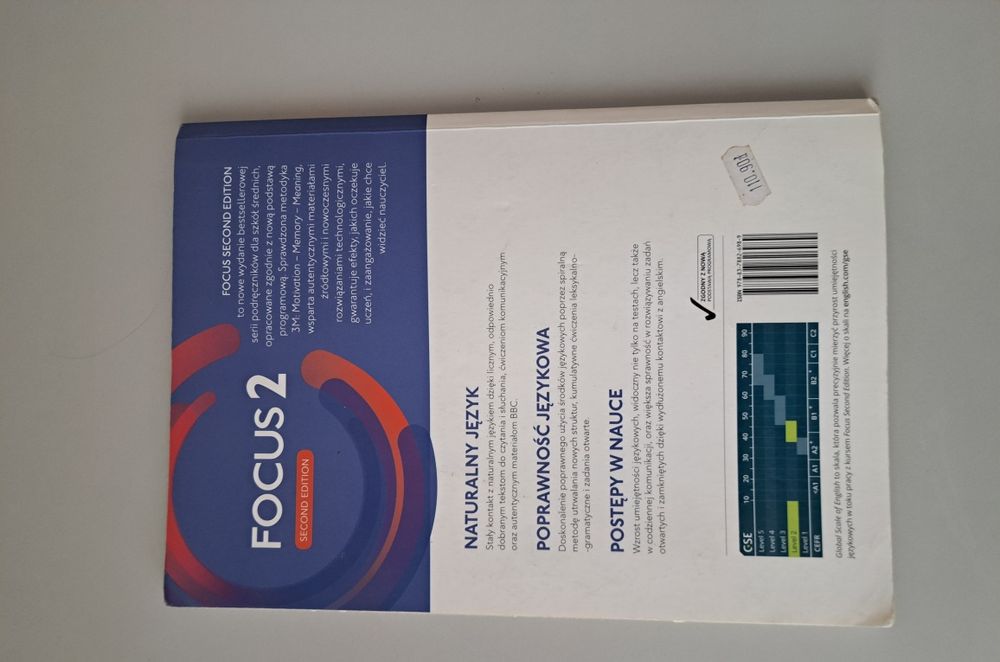 FOCUS 2
SECOND EDITION
FOCUS SECOND EDITION
to nowe wydanie bestsellerowej
serii podręczników dla szkół średnich,
opracowane zgodnie z nową podstawą
programową. Sprawdzona metodyka
3M: Motivation – Memory – Meaning,
wsparta autentycznymi materiałami
źródłowymi i nowoczesnymi
rozwiązaniami technologicznymi,
gwarantuje efekty, jakich oczekuje
uczeń, i zaangażowanie, jakie chce
widzieć nauczyciel.
NATURALNY JĘZYK
Stały kontakt z naturalnym językiem dzięki licznym, odpowiednio
dobranym tekstom do czytania i słuchania, ćwiczeniom komunikacyjnym
oraz autentycznym materiałom BBC.
POPRAWNOŚĆ JĘZYKOWA
Doskonalenie poprawnego użycia środków językowych poprzez spiralną
metodę utrwalania nowych struktur, kumulatywne ćwiczenia leksykalno-
-gramatyczne i zadania otwarte.
POSTĘPY W NAUCE
Wzrost umiejętności językowych, widoczny nie tylko na testach, lecz także
w codziennej komunikacji, oraz większa sprawność w rozwiązywaniu zadań
otwartych i zamkniętych dzięki wydłużonemu kontaktowi z angielskim.
ZGODNY Z NOWĄ
PODSTAWĄ PROGRAMOWĄ
GSE 10 20 30 40 50 60 70 80 90
Level 5
Level 4
Level 3
Level 2
Level 1
CEFR <A1 A1 A2 + B1 + B2 + C1 C2
ISBN 978-83-7882-698-9
110.90
Global Scale of English to skala, która pozwala precyzyjnie mierzyć przyrost umiejętności
językowych w toku pracy z kursem Focus Second Edition. Więcej o skali na english.com/gse